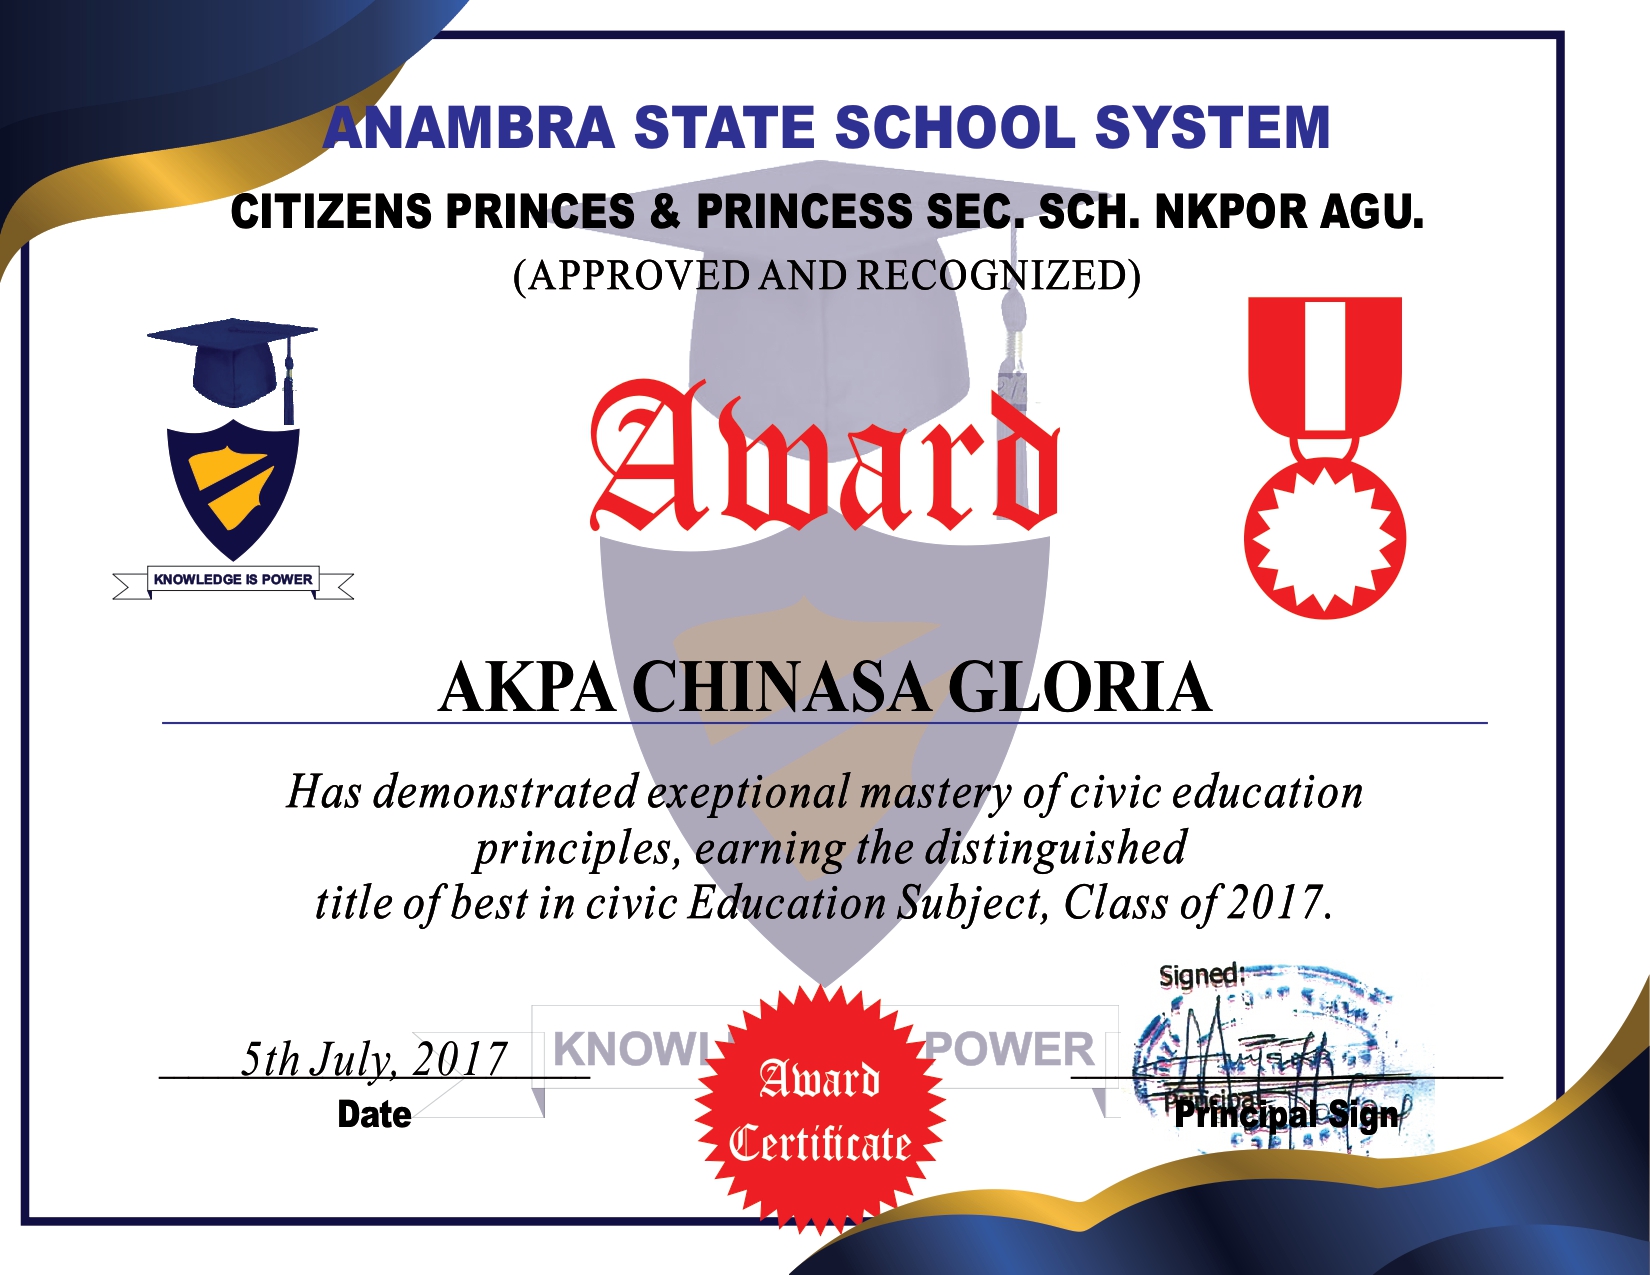 ANAMBRA STATE SCHOOL SYSTEM
CITIZENS PRINCES & PRINCESS SEC. SCH. NKPOR AGU.
(APPROVED AND RECOGNIZED)
Award
KNOWLEDGE IS POWER
AKPA CHINASA GLORIA
Has demonstrated exeptional mastery of civic education
principles, earning the distinguished
title of best in civic Education Subject, Class of 2017.
Signed:
5th July, 2017
KNOWL POWER
Award
Certificate
Principal
Date
Principal Sign